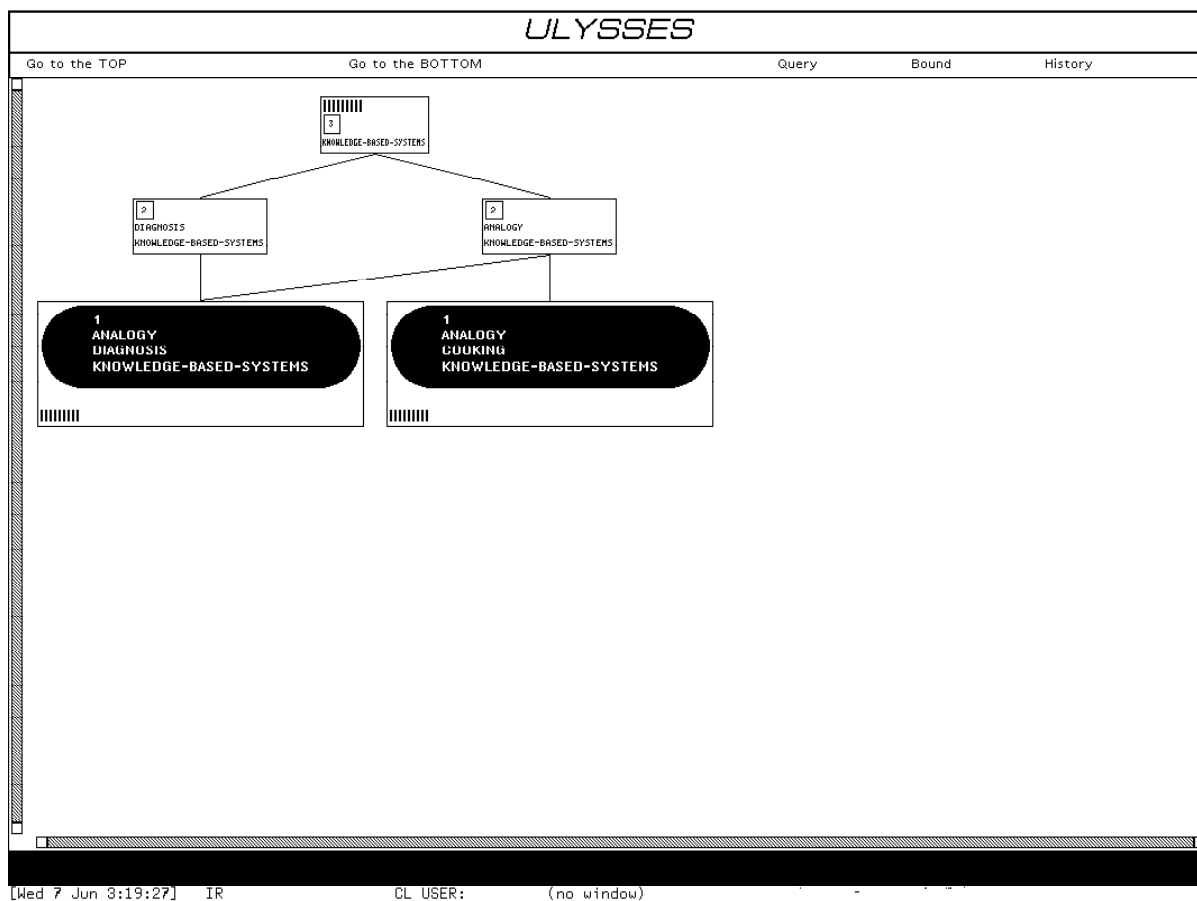 ULYSSES
Go to the TOP Go to the BOTTOM Query Bound History
3
KNOWLEDGE-BASED-SYSTEMS
2
DIAGNOSIS
KNOWLEDGE-BASED-SYSTEMS
2
ANALOGY
KNOWLEDGE-BASED-SYSTEMS
1
ANALOGY
DIAGNOSIS
KNOWLEDGE-BASED-SYSTEMS
1
ANALOGY
COOKING
KNOWLEDGE-BASED-SYSTEMS
[Wed 7 Jun 3:19:27] IR CL USER: (no window)